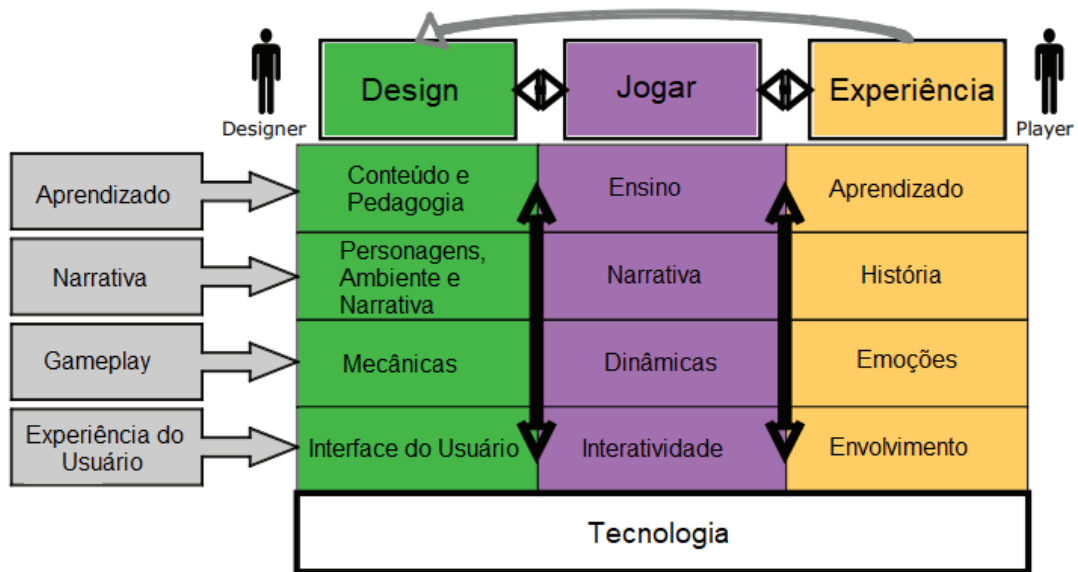 Design
Jogar
Experiência
Designer
Player
Aprendizado
Conteúdo e
Pedagogia
Ensino
Aprendizado
Narrativa
Personagens,
Ambiente e
Narrativa
Narrativa
História
Gameplay
Mecânicas
Dinâmicas
Emoções
Experiência do
Usuário
Interface do Usuário
Interatividade
Envolvimento
Tecnologia